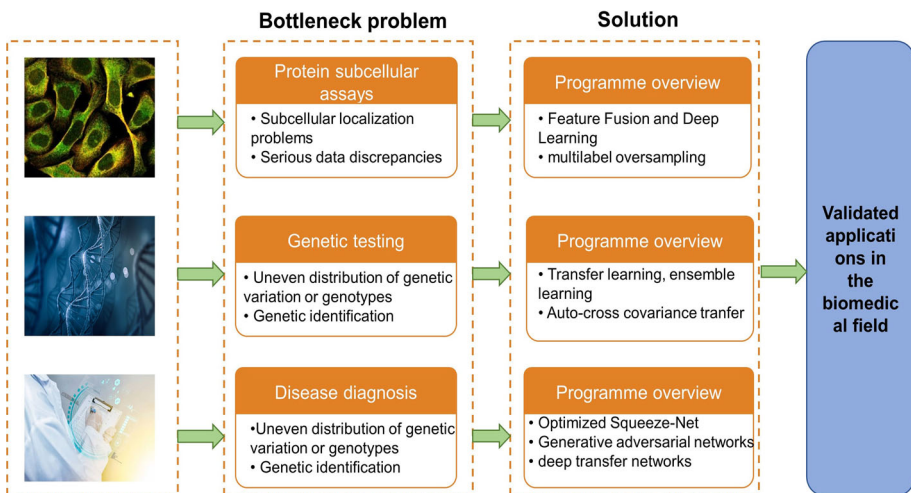 Bottleneck problem
Solution
Protein subcellular
assays
• Subcellular localization
problems
• Serious data discrepancies
Programme overview
• Feature Fusion and Deep
Learning
• multilabel oversampling
Genetic testing
• Uneven distribution of genetic
variation or genotypes
• Genetic identification
Programme overview
• Transfer learning, ensemble
learning
• Auto-cross covariance tranfer
Disease diagnosis
•Uneven distribution of genetic
variation or genotypes
• Genetic identification
Programme overview
• Optimized Squeeze-Net
• Generative adversarial networks
• deep transfer networks
Validated
applicati
ons in
the
biomedic
al field